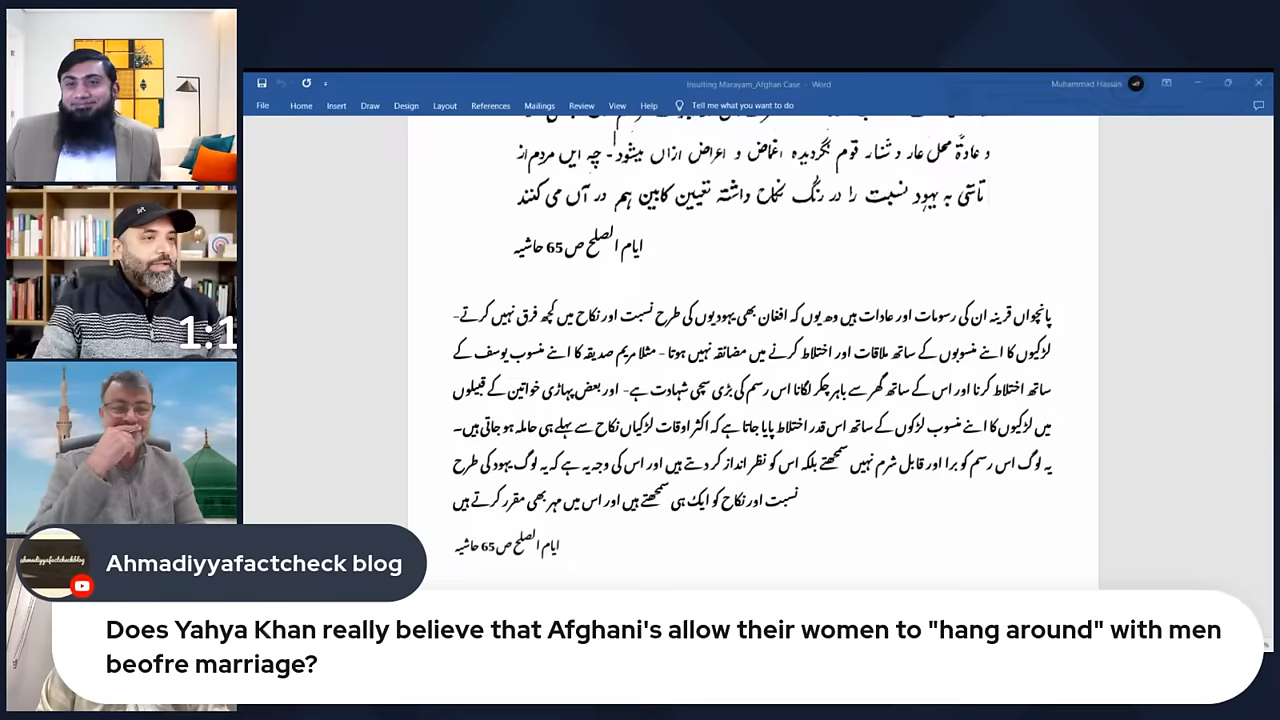 Insulting Marayam_Afghan Case - Word
Muhammad Hassan
File Home Insert Draw Design Layout References Mailings Review View Help Tell me what you want to do
و عادۃ محل عار و شنار قوم نگردیدہ اغماض و اعراض ازاں میشود۔ چہ ایں مردم از
تاسّی بہ یہود نسبت را در رنگ نکاح داشتہ تعیین کابین ہم در آں می کنند
ایام الصلح ص 65 حاشیہ
پانچواں قرینہ ان کی رسومات اور عادات ہیں وہ یوں کہ افغان بھی یہودیوں کی طرح نسبت اور نکاح میں کچھ فرق نہیں کرتے-
لڑکیوں کا اپنے منسوبوں کے ساتھ ملاقات اور اختلاط کرنے میں مضائقہ نہیں ہوتا - مثلا مریم صدیقہ کا اپنے منسوب یوسف کے
ساتھ اختلاط کرنا اور اس کے ساتھ گھر سے باہر چکر لگانا اس رسم کی بڑی سچی شہادت ہے- اور بعض پہاڑی خواتین کے قبیلوں
میں لڑکیوں کا اپنے منسوب لڑکوں کے ساتھ اس قدر اختلاط پایا جاتا ہے کہ اکثر اوقات لڑکیاں نکاح سے پہلے ہی حاملہ ہو جاتی ہیں۔
یہ لوگ اس رسم کو برا اور قابل شرم نہیں سمجھتے بلکہ اس کو نظر انداز کر دتے ہیں اور اس کی وجہ یہ ہے کہ یہ لوگ یہود کی طرح
نسبت اور نکاح کو ایک ہی سمجھتے ہیں اور اس میں مہر بھی مقرر کرتے ہیں
ایام الصلح ص 65 حاشیہ
1:1
ahmadiyyafactcheckblog
Ahmadiyyafactcheck blog
Does Yahya Khan really believe that Afghani's allow their women to "hang around" with men
beofre marriage?